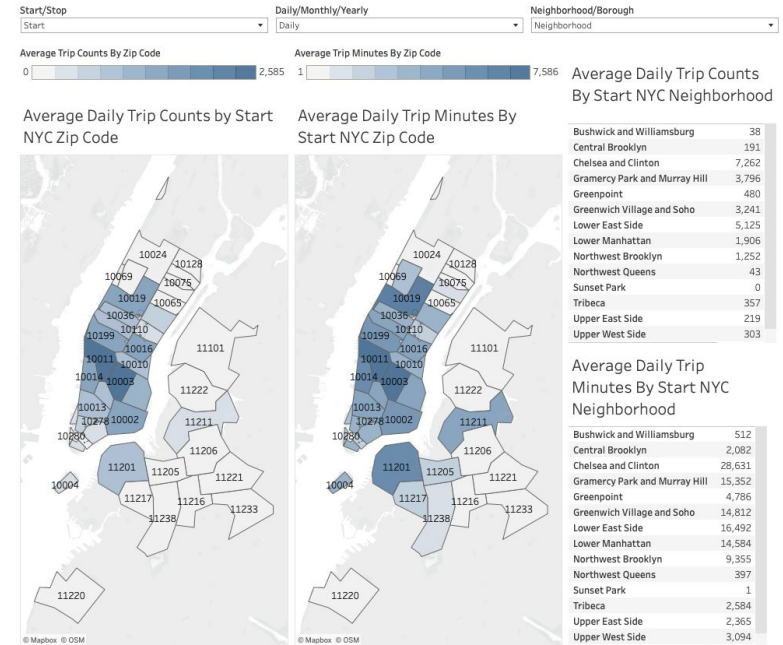 Start/Stop
Start
Daily/Monthly/Yearly
Daily
Neighborhood/Borough
Neighborhood
Average Trip Counts By Zip Code
0 2,585
Average Trip Minutes By Zip Code
1 7,586
Average Daily Trip Counts by Start
NYC Zip Code
10024
10128
10069
10075
10019
10065
10036
10110
10199
10016
11101
10011
10010
10014
10003
11222
10013
10278
10002
11211
10280
11206
11201
11205
10004
11221
11217
11216
11238
11233
11220
© Mapbox © OSM
Average Daily Trip Minutes By
Start NYC Zip Code
10024
10128
10069
10075
10019
10065
10036
10110
10199
10016
11101
10011
10010
10014
10003
11222
10013
10278
10002
11211
10280
11206
11201
11205
10004
11221
11217
11216
11238
11233
11220
© Mapbox © OSM
Average Daily Trip Counts
By Start NYC Neighborhood
Bushwick and Williamsburg 38
Central Brooklyn 191
Chelsea and Clinton 7,262
Gramercy Park and Murray Hill 3,796
Greenpoint 480
Greenwich Village and Soho 3,241
Lower East Side 5,125
Lower Manhattan 1,906
Northwest Brooklyn 1,252
Northwest Queens 43
Sunset Park 0
Tribeca 357
Upper East Side 219
Upper West Side 303
Average Daily Trip
Minutes By Start NYC
Neighborhood
Bushwick and Williamsburg 512
Central Brooklyn 2,082
Chelsea and Clinton 28,631
Gramercy Park and Murray Hill 15,352
Greenpoint 4,786
Greenwich Village and Soho 14,812
Lower East Side 16,492
Lower Manhattan 14,584
Northwest Brooklyn 9,355
Northwest Queens 397
Sunset Park 1
Tribeca 2,584
Upper East Side 2,365
Upper West Side 3,094